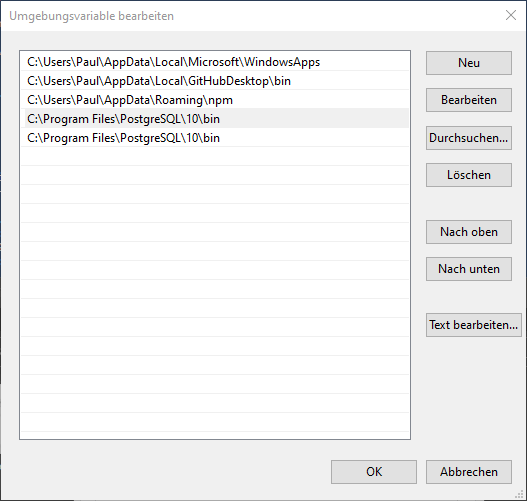 Umgebungsvariable bearbeiten
C:\Users\Paul\AppData\Local\Microsoft\WindowsApps
C:\Users\Paul\AppData\Local\GitHubDesktop\bin
C:\Users\Paul\AppData\Roaming\npm
C:\Program Files\PostgreSQL\10\bin
C:\Program Files\PostgreSQL\10\bin
Neu
Bearbeiten
Durchsuchen...
Löschen
Nach oben
Nach unten
Text bearbeiten...
OK
Abbrechen